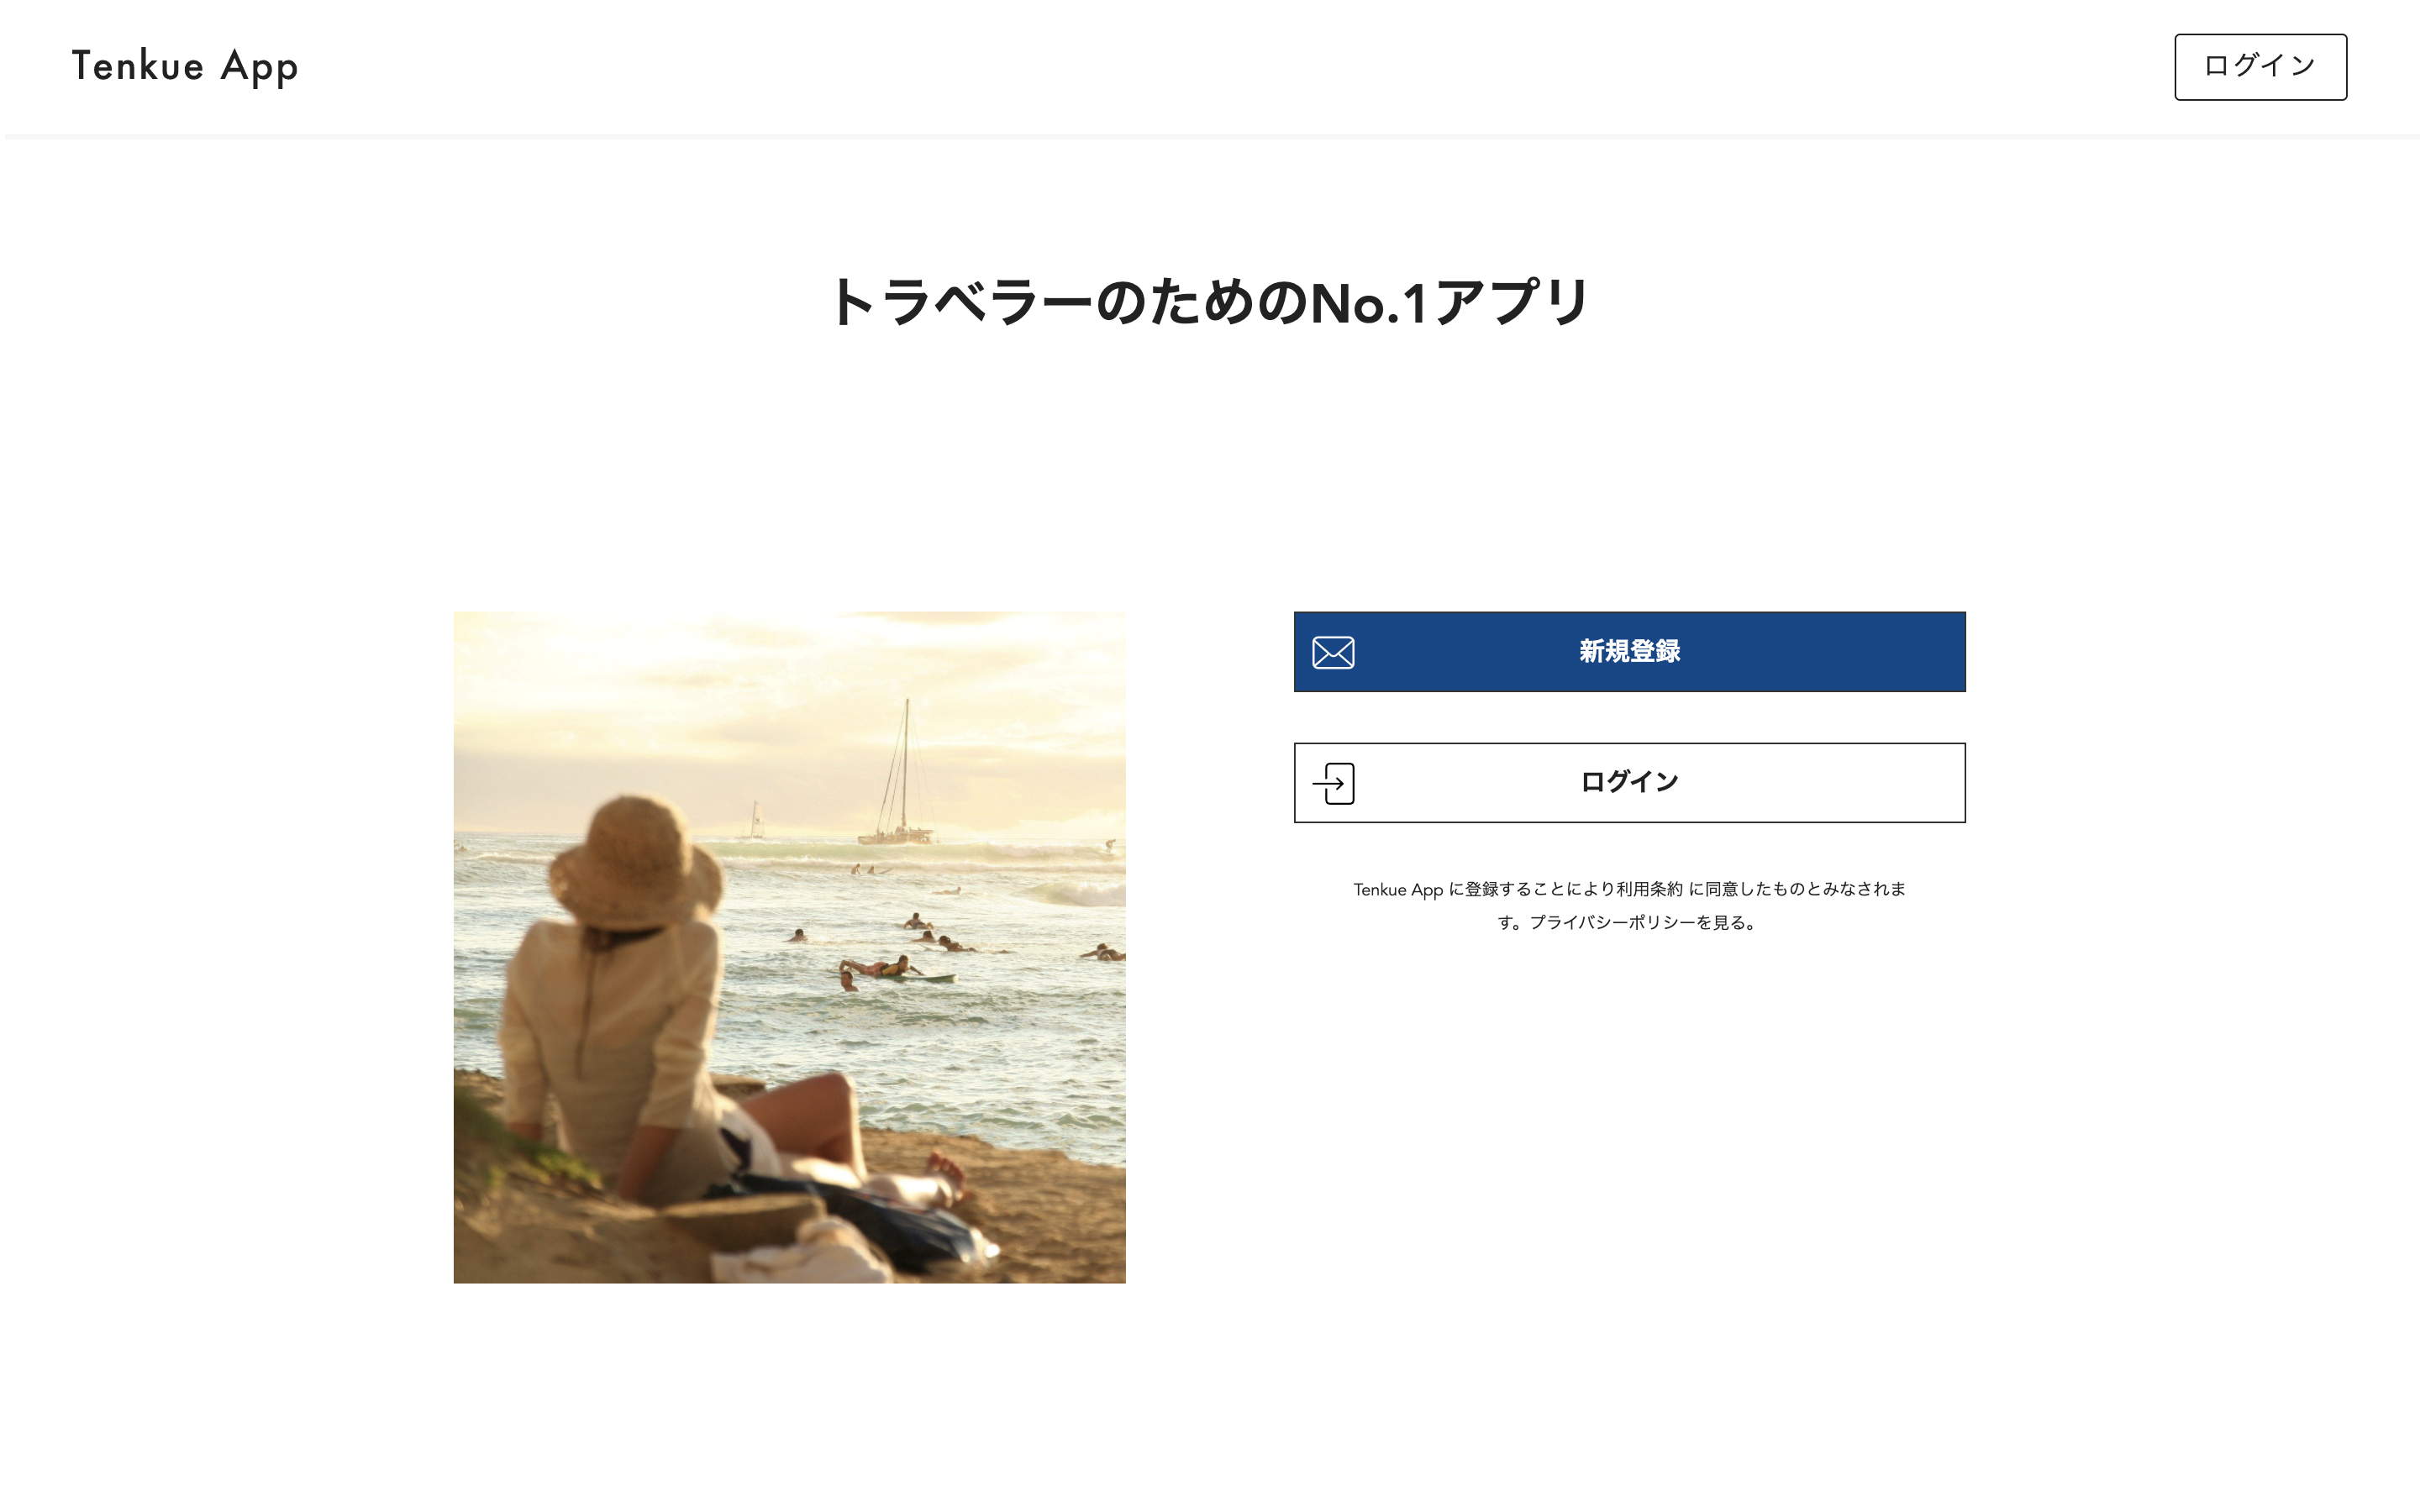 Tenkue App
ログイン
トラベラーのためのNo.1アプリ
新規登録
ログイン
Tenkue App に登録することにより利用条約 に同意したものとみなされま
す。プライバシーポリシーを見る。